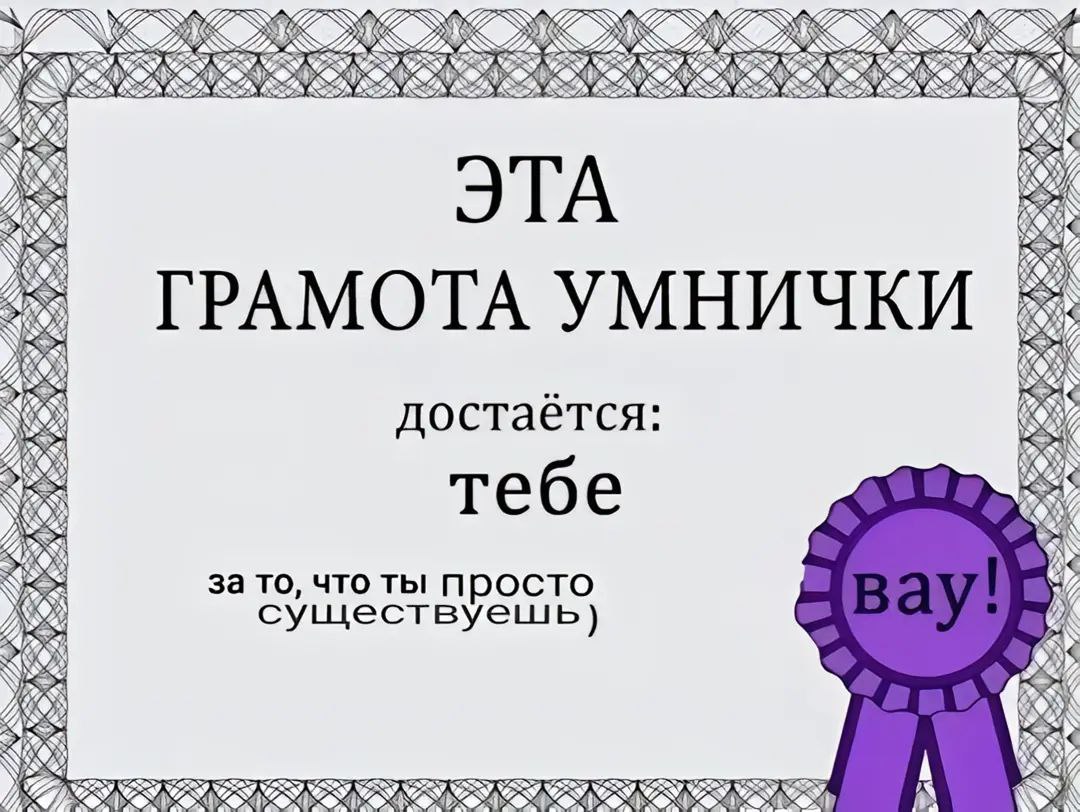 ЭТА
ГРАМОТА УМНИЧКИ
достаётся:
тебе
за то, что ты просто
существуешь)
вау!